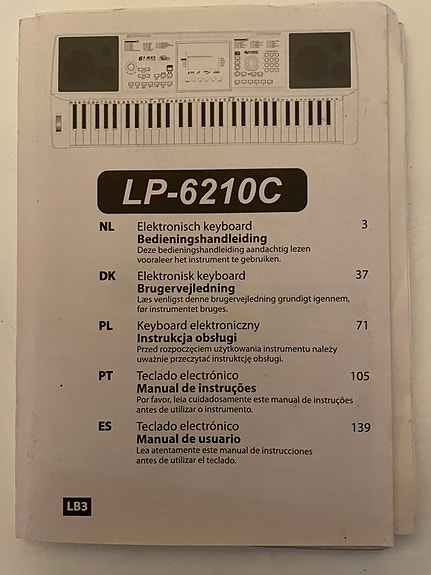 61 KEY
LP-6210C
NL Elektronisch keyboard 3
Bedieningshandleiding
Deze bedieningshandleiding aandachtig lezen
vooraleer het instrument te gebruiken.
DK Elektronisk keyboard 37
Brugervejledning
Læs venligst denne brugervejledning grundigt igennem,
før instrumentet bruges.
PL Keyboard elektroniczny 71
Instrukcja obsługi
Przed rozpoczęciem użytkowania instrumentu należy
uważnie przeczytać instruktcję obsługi.
PT Teclado electrónico 105
Manual de instruções
Por favor, leia cuidadosamente este manual de instruções
antes de utilizar o instrumento.
ES Teclado electrónico 139
Manual de usuario
Lea atentamente este manual de instrucciones
antes de utilizar el teclado.
LB3